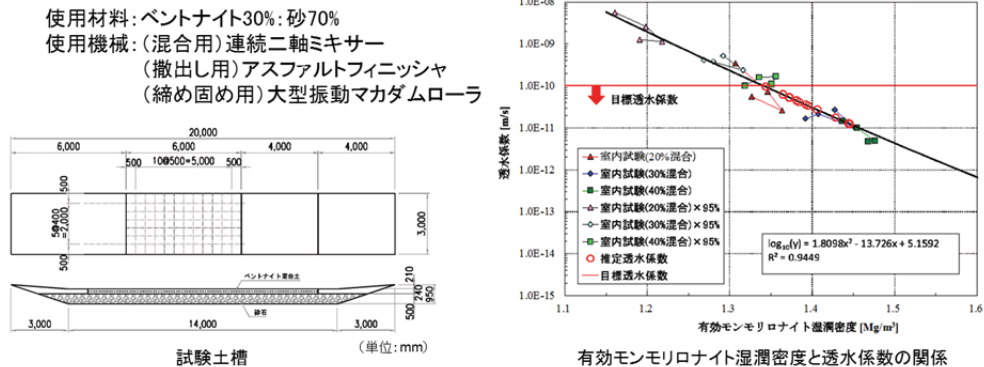 使用材料:ベントナイト30%:砂70%
使用機械:(混合用)連続二軸ミキサー
(撒出し用)アスファルトフィニッシャ
(締め固め用)大型振動マカダムローラ
20,000
6,000
6,000
4,000
4,000
10@500=5,000
500
500
500
5@400
=2,000
500
3,000
ベントナイト混合土
砕石
210
240
950
500
3,000
14,000
3,000
(単位:mm)
試験土槽
1.0E-08
1.0E-09
1.0E-10
1.0E-11
1.0E-12
1.0E-13
1.0E-14
1.0E-15
透水係数 [m/s]
目標透水係数
室内試験(20%混合)
室内試験(30%混合)
室内試験(40%混合)
室内試験(20%混合)×95%
室内試験(30%混合)×95%
室内試験(40%混合)×95%
推定透水係数
目標透水係数
log₁₀(y) = 1.8098x² - 13.726x + 5.1592
R² = 0.9449
1.1
1.2
1.3
1.4
1.5
1.6
有効モンモリロナイト湿潤密度 [Mg/m³]
有効モンモリロナイト湿潤密度と透水係数の関係